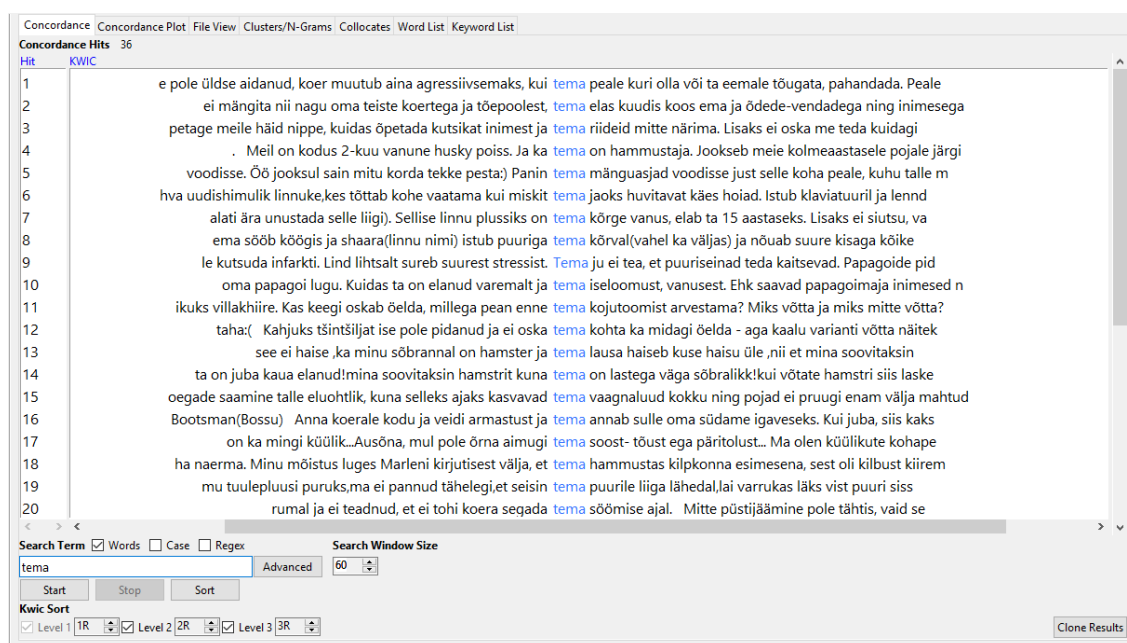 Concordance Concordance Plot File View Clusters/N-Grams Collocates Word List Keyword List
Concordance Hits 36
Hit KWIC
1 e pole üldse aidanud, koer muutub aina agressiivsemaks, kui tema peale kuri olla või ta eemale tõugata, pahandada. Peale
2 ei mängita nii nagu oma teiste koertega ja tõepoolest, tema elas kuudis koos ema ja õdede-vendadega ning inimesega
3 petage meile häid nippe, kuidas õpetada kutsikat inimest ja tema riideid mitte närima. Lisaks ei oska me teda kuidagi
4 . Meil on kodus 2-kuu vanune husky poiss. Ja ka tema on hammustaja. Jookseb meie kolmeaastasele pojale järgi
5 voodisse. Öö jooksul sain mitu korda tekke pesta:) Panin tema mänguasjad voodisse just selle koha peale, kuhu talle m
6 hva uudishimulik linnuke,kes tõttab kohe vaatama kui miskit tema jaoks huvitavat käes hoiad. Istub klaviatuuril ja lennd
7 alati ära unustada selle liigi). Sellise linnu plussiks on tema kõrge vanus, elab ta 15 aastaseks. Lisaks ei siutsu, va
8 ema sööb köögis ja shaara(linnu nimi) istub puuriga tema kõrval(vahel ka väljas) ja nõuab suure kisaga kõike
9 le kutsuda infarkti. Lind lihtsalt sureb suurest stressist. Tema ju ei tea, et puuriseinad teda kaitsevad. Papagoide pid
10 oma papagoi lugu. Kuidas ta on elanud varemalt ja tema iseloomust, vanusest. Ehk saavad papagoimaja inimesed n
11 ikuks villakhiire. Kas keegi oskab öelda, millega pean enne tema kojutoomist arvestama? Miks võtta ja miks mitte võtta?
12 taha:( Kahjuks tšintšiljat ise pole pidanud ja ei oska tema kohta ka midagi öelda - aga kaalu varianti võtta näitek
13 see ei haise ,ka minu sõbrannal on hamster ja tema lausa haiseb kuse haisu üle ,nii et mina soovitaksin
14 ta on juba kaua elanud!mina soovitaksin hamstrit kuna tema on lastega väga sõbralikk!kui võtate hamstri siis laske
15 oegade saamine talle eluohtlik, kuna selleks ajaks kasvavad tema vaagnaluud kokku ning pojad ei pruugi enam välja mahtud
16 Bootsman(Bossu) Anna koerale kodu ja veidi armastust ja tema annab sulle oma südame igaveseks. Kui juba, siis kaks
17 on ka mingi küülik...Ausõna, mul pole õrna aimugi tema soost- tõust ega päritolust... Ma olen küülikute kohape
18 ha naerma. Minu mõistus luges Marleni kirjutisest välja, et tema hammustas kilpkonna esimesena, sest oli kilbust kiirem
19 mu tuulepluusi puruks,ma ei pannud tähelegi,et seisin tema puurile liiga lähedal,lai varrukas läks vist puuri siss
20 rumal ja ei teadnud, et ei tohi koera segada tema söömise ajal. Mitte püstijäämine pole tähtis, vaid se
Search Term Words Case Regex Search Window Size
tema Advanced 60
Start Stop Sort
Kwic Sort
Level 1 1R Level 2 2R Level 3 3R Clone Results